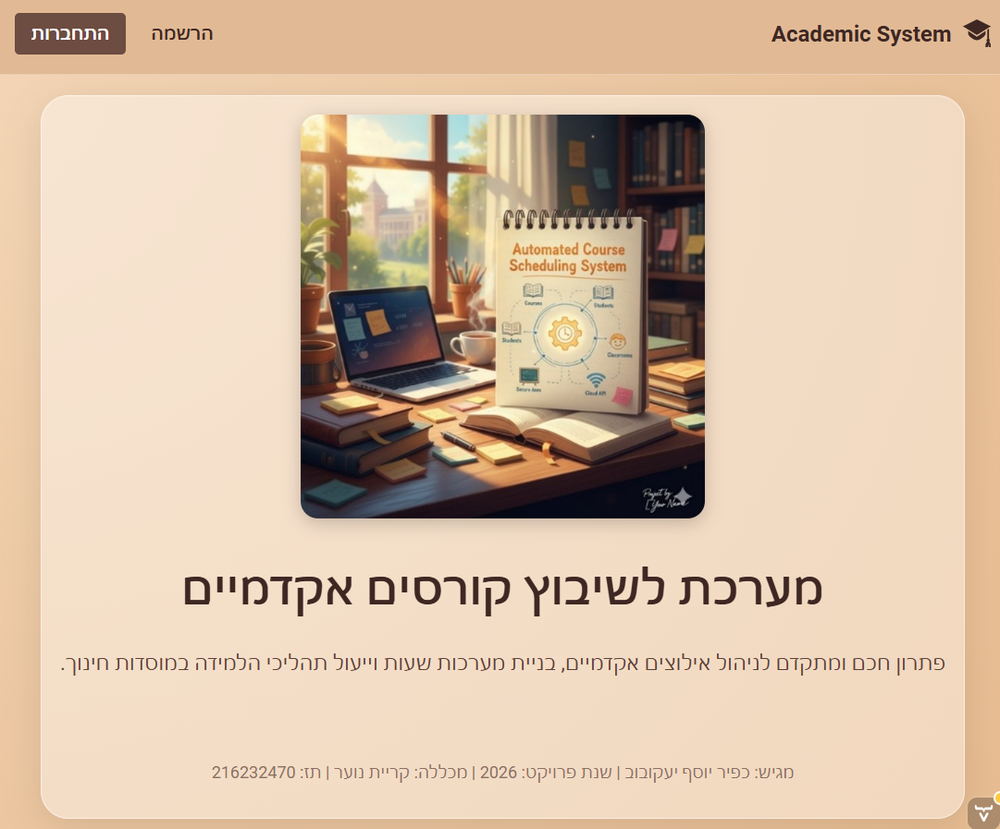 Academic System
הרשמה
התחברות
Automated Course
Scheduling System
Courses
Students
Students
Classrooms
Secure Axes
Cloud API
Project by
[Your Name]
מערכת לשיבוץ קורסים אקדמיים
פתרון חכם ומתקדם לניהול אילוצים אקדמיים, בניית מערכות שעות וייעול תהליכי הלמידה במוסדות חינוך.
מגיש: כפיר יוסף יעקובוב | שנת פרויקט: 2026 | מכללה: קריית נוער | תז: 216232470